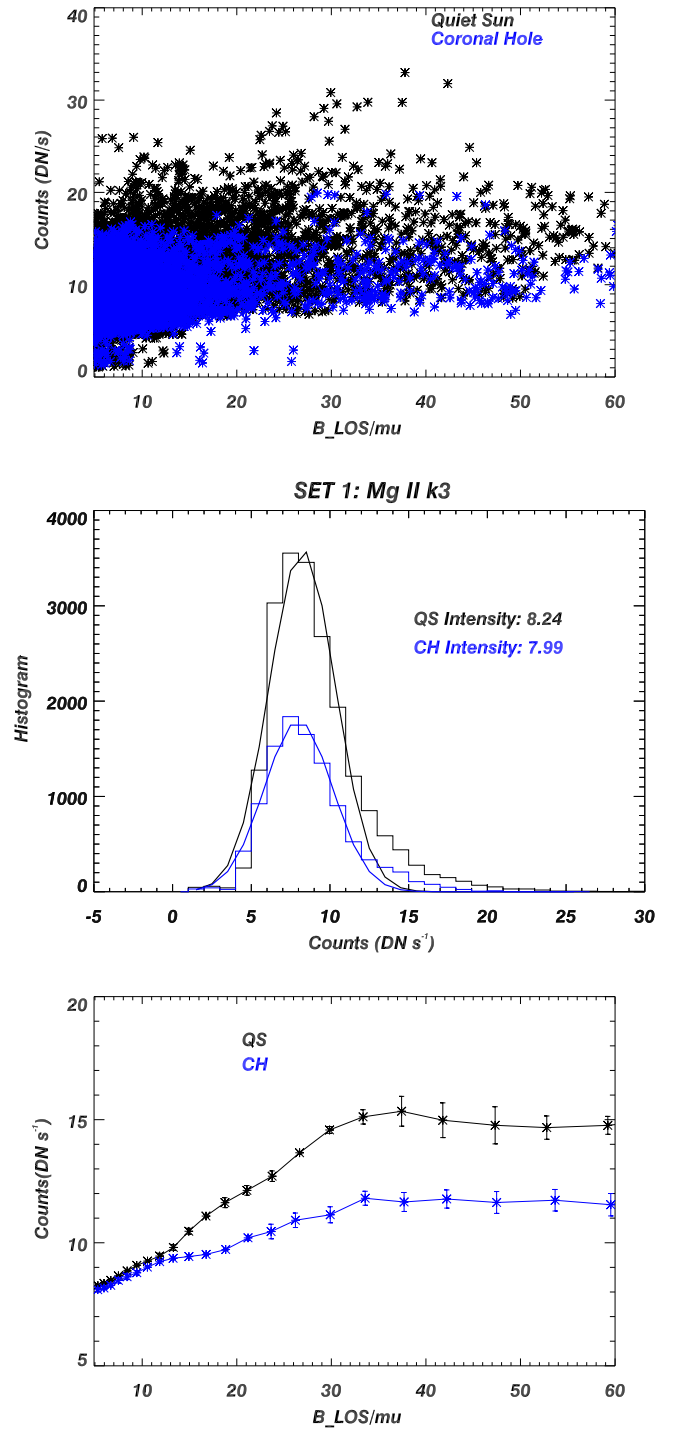 40
30
20
10
0
Counts (DN/s)
Quiet Sun
Coronal Hole
10 20 30 40 50 60
B_LOS/mu
SET 1: Mg II k3
4000
3000
2000
1000
0
Histogram
QS Intensity: 8.24
CH Intensity: 7.99
-5 0 5 10 15 20 25 30
Counts (DN s⁻¹)
20
15
10
5
Counts(DN s⁻¹)
QS
CH
10 20 30 40 50 60
B_LOS/mu